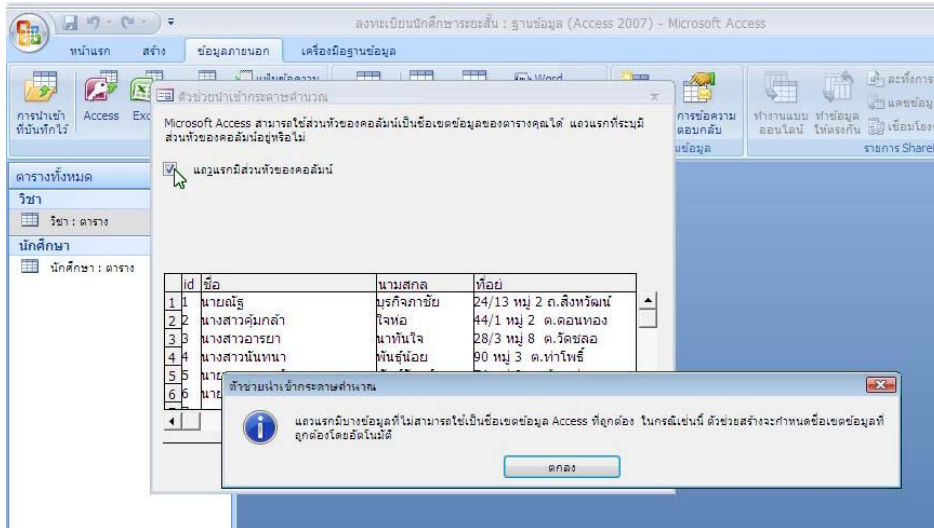 ลงทะเบียนนักศึกษาระยะสั้น : ฐานข้อมูล (Access 2007) - Microsoft Access
หน้าแรก สร้าง ข้อมูลภายนอก เครื่องมือฐานข้อมูล
การนำเข้า
ที่บันทึกไว้
Access
Word
ทำงานแบบ
ออนไลน์
ทำข้อมูล
ให้ตรงกัน
ตารางทั้งหมด
วิชา
วิชา : ตาราง
นักศึกษา
นักศึกษา : ตาราง
ตัวช่วยนำเข้ากระดาษคำนวณ
Microsoft Access สามารถใช้ส่วนหัวของคอลัมน์เป็นชื่อเขตข้อมูลของตารางคุณได้ แถวแรกที่ระบุมี
ส่วนหัวของคอลัมน์อยู่หรือไม่
แถวแรกมีส่วนหัวของคอลัมน์
id ชื่อ นามสกล ที่อยู่
1 1 นายณัฐ บุรกิจภาชัย 24/13 หมู่ 2 ถ.สิงหวัฒน์
2 2 นางสาวคุ้มกล้า ใจห่อ 44/1 หมู่ 2 ต.ดอนทอง
3 3 นางสาวอารยา นาทันใจ 28/3 หมู่ 8 ต.วัดชลอ
4 4 นางสาวนันทนา พันธุ์น้อย 90 หมู่ 3 ต.ท่าโพธิ์
5 5 นาย
6 6 นาย
ตัวช่วยนำเข้ากระดาษคำนวณ
แถวแรกมีบางข้อมูลที่ไม่สามารถใช้เป็นชื่อเขตข้อมูล Access ที่ถูกต้อง ในกรณีเช่นนี้ ตัวช่วยสร้างจะกำหนดชื่อเขตข้อมูลที่
ถูกต้องโดยอัตโนมัติ
ตกลง